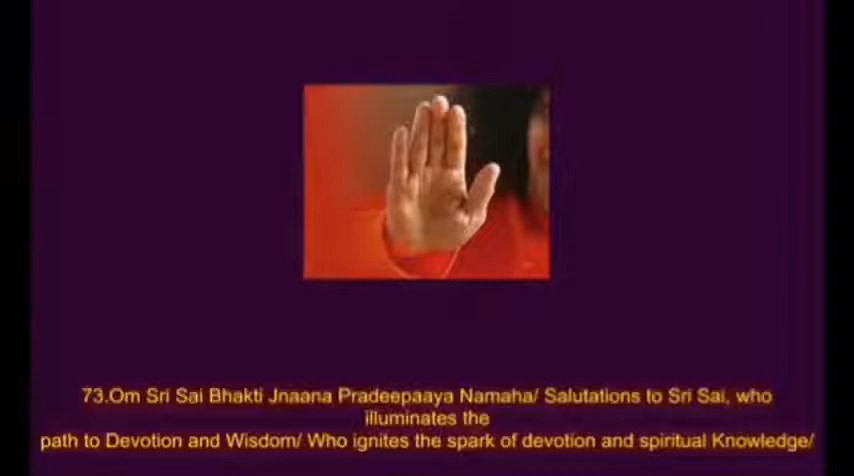 73.Om Sri Sai Bhakti Jnaana Pradeepaaya Namaha/ Salutations to Sri Sai, who
illuminates the
path to Devotion and Wisdom/ Who ignites the spark of devotion and spiritual Knowledge/